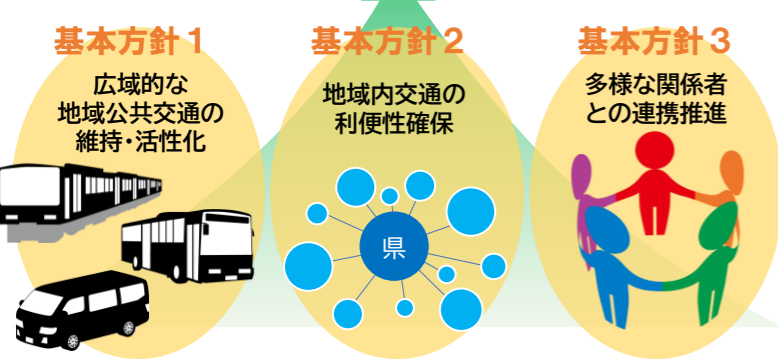 基本方針1
広域的な
地域公共交通の
維持・活性化
基本方針2
地域内交通の
利便性確保
県
基本方針3
多様な関係者
との連携推進